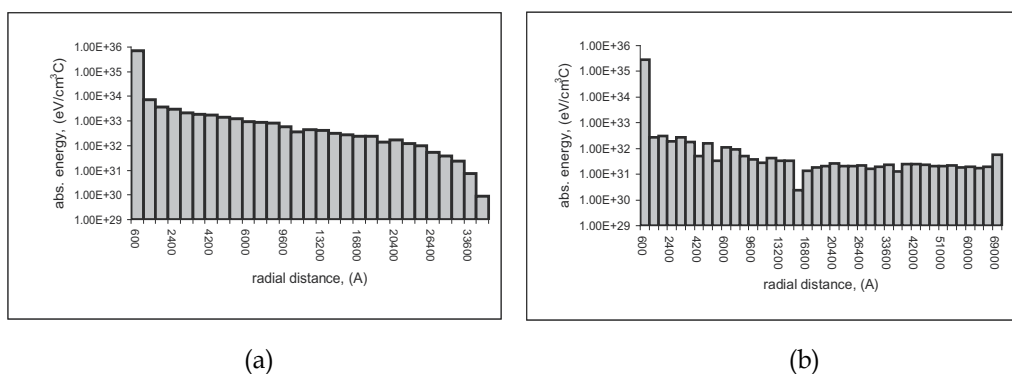 abs. energy, (eV/cm³C)
1.00E+36
1.00E+35
1.00E+34
1.00E+33
1.00E+32
1.00E+31
1.00E+30
1.00E+29
600
2400
4200
6000
9600
13200
16800
20400
26400
33600
radial distance, (A)
(a)
abs. energy, (eV/cm³C)
1.00E+36
1.00E+35
1.00E+34
1.00E+33
1.00E+32
1.00E+31
1.00E+30
1.00E+29
600
2400
4200
6000
9600
13200
16800
20400
26400
33600
42000
51000
60000
69000
radial distance, (A)
(b)